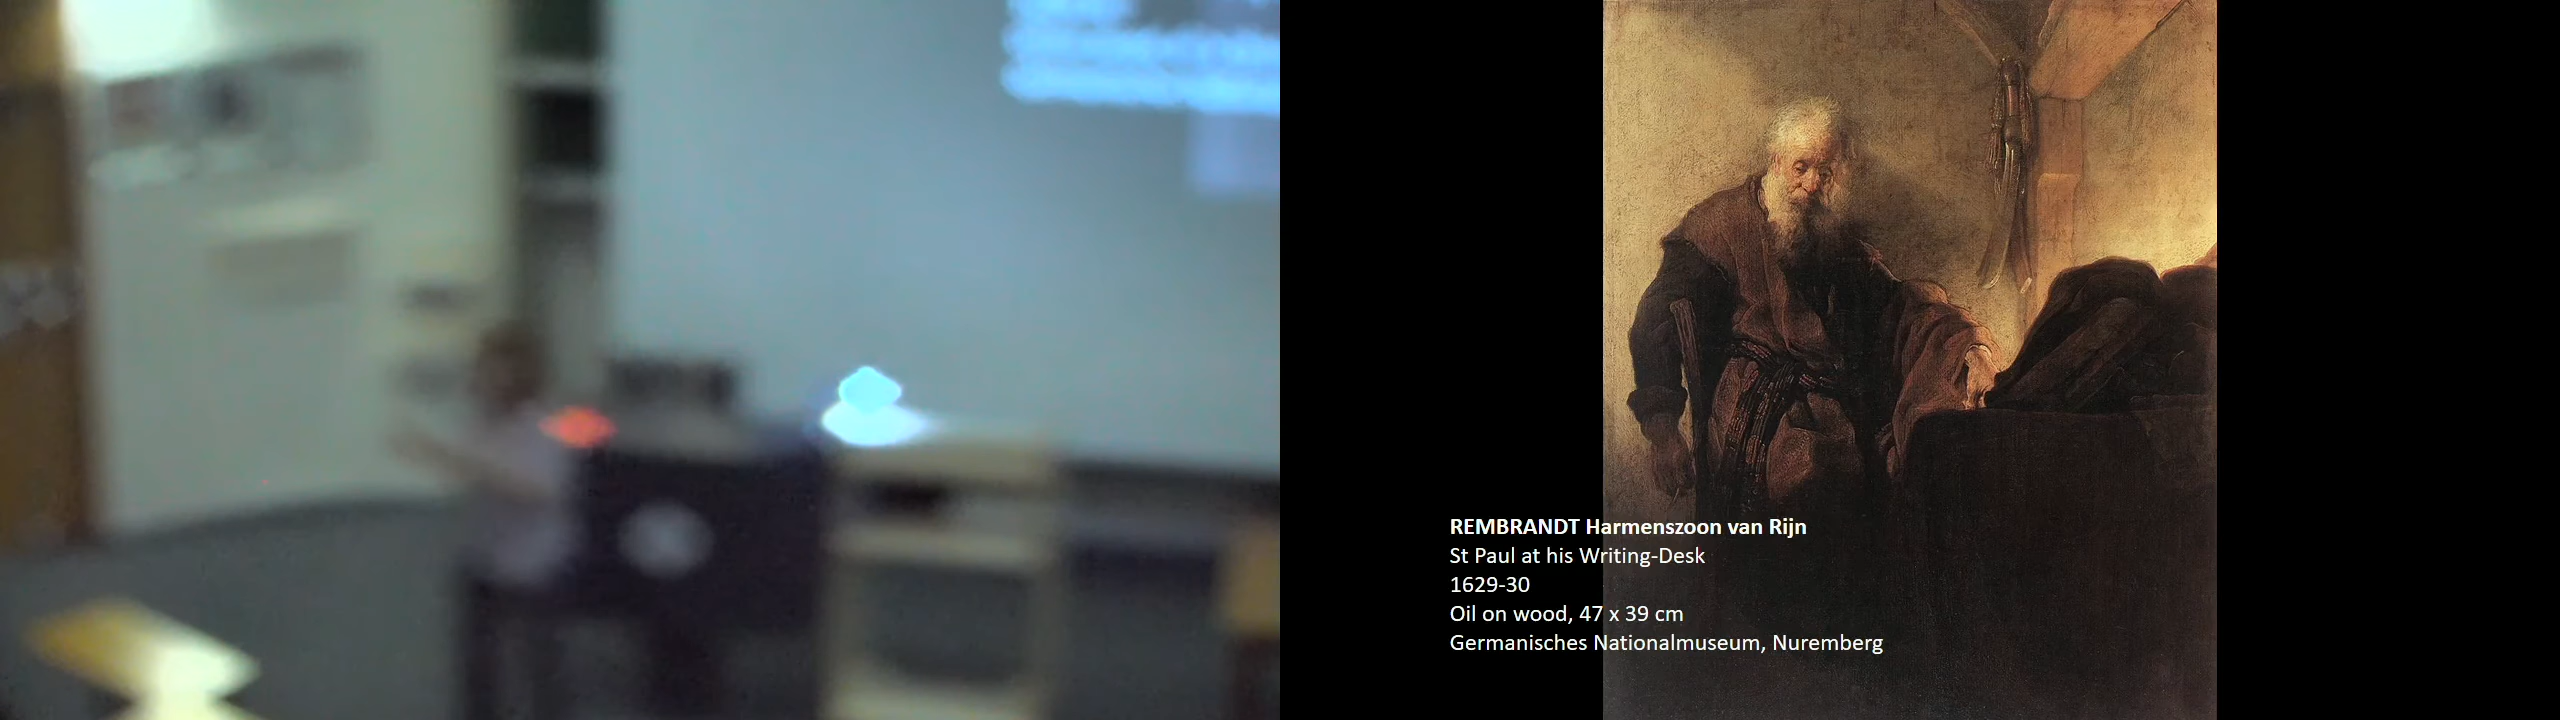 REMBRANDT Harmenszoon van Rijn
St Paul at his Writing-Desk
1629-30
Oil on wood, 47 x 39 cm
Germanisches Nationalmuseum, Nuremberg